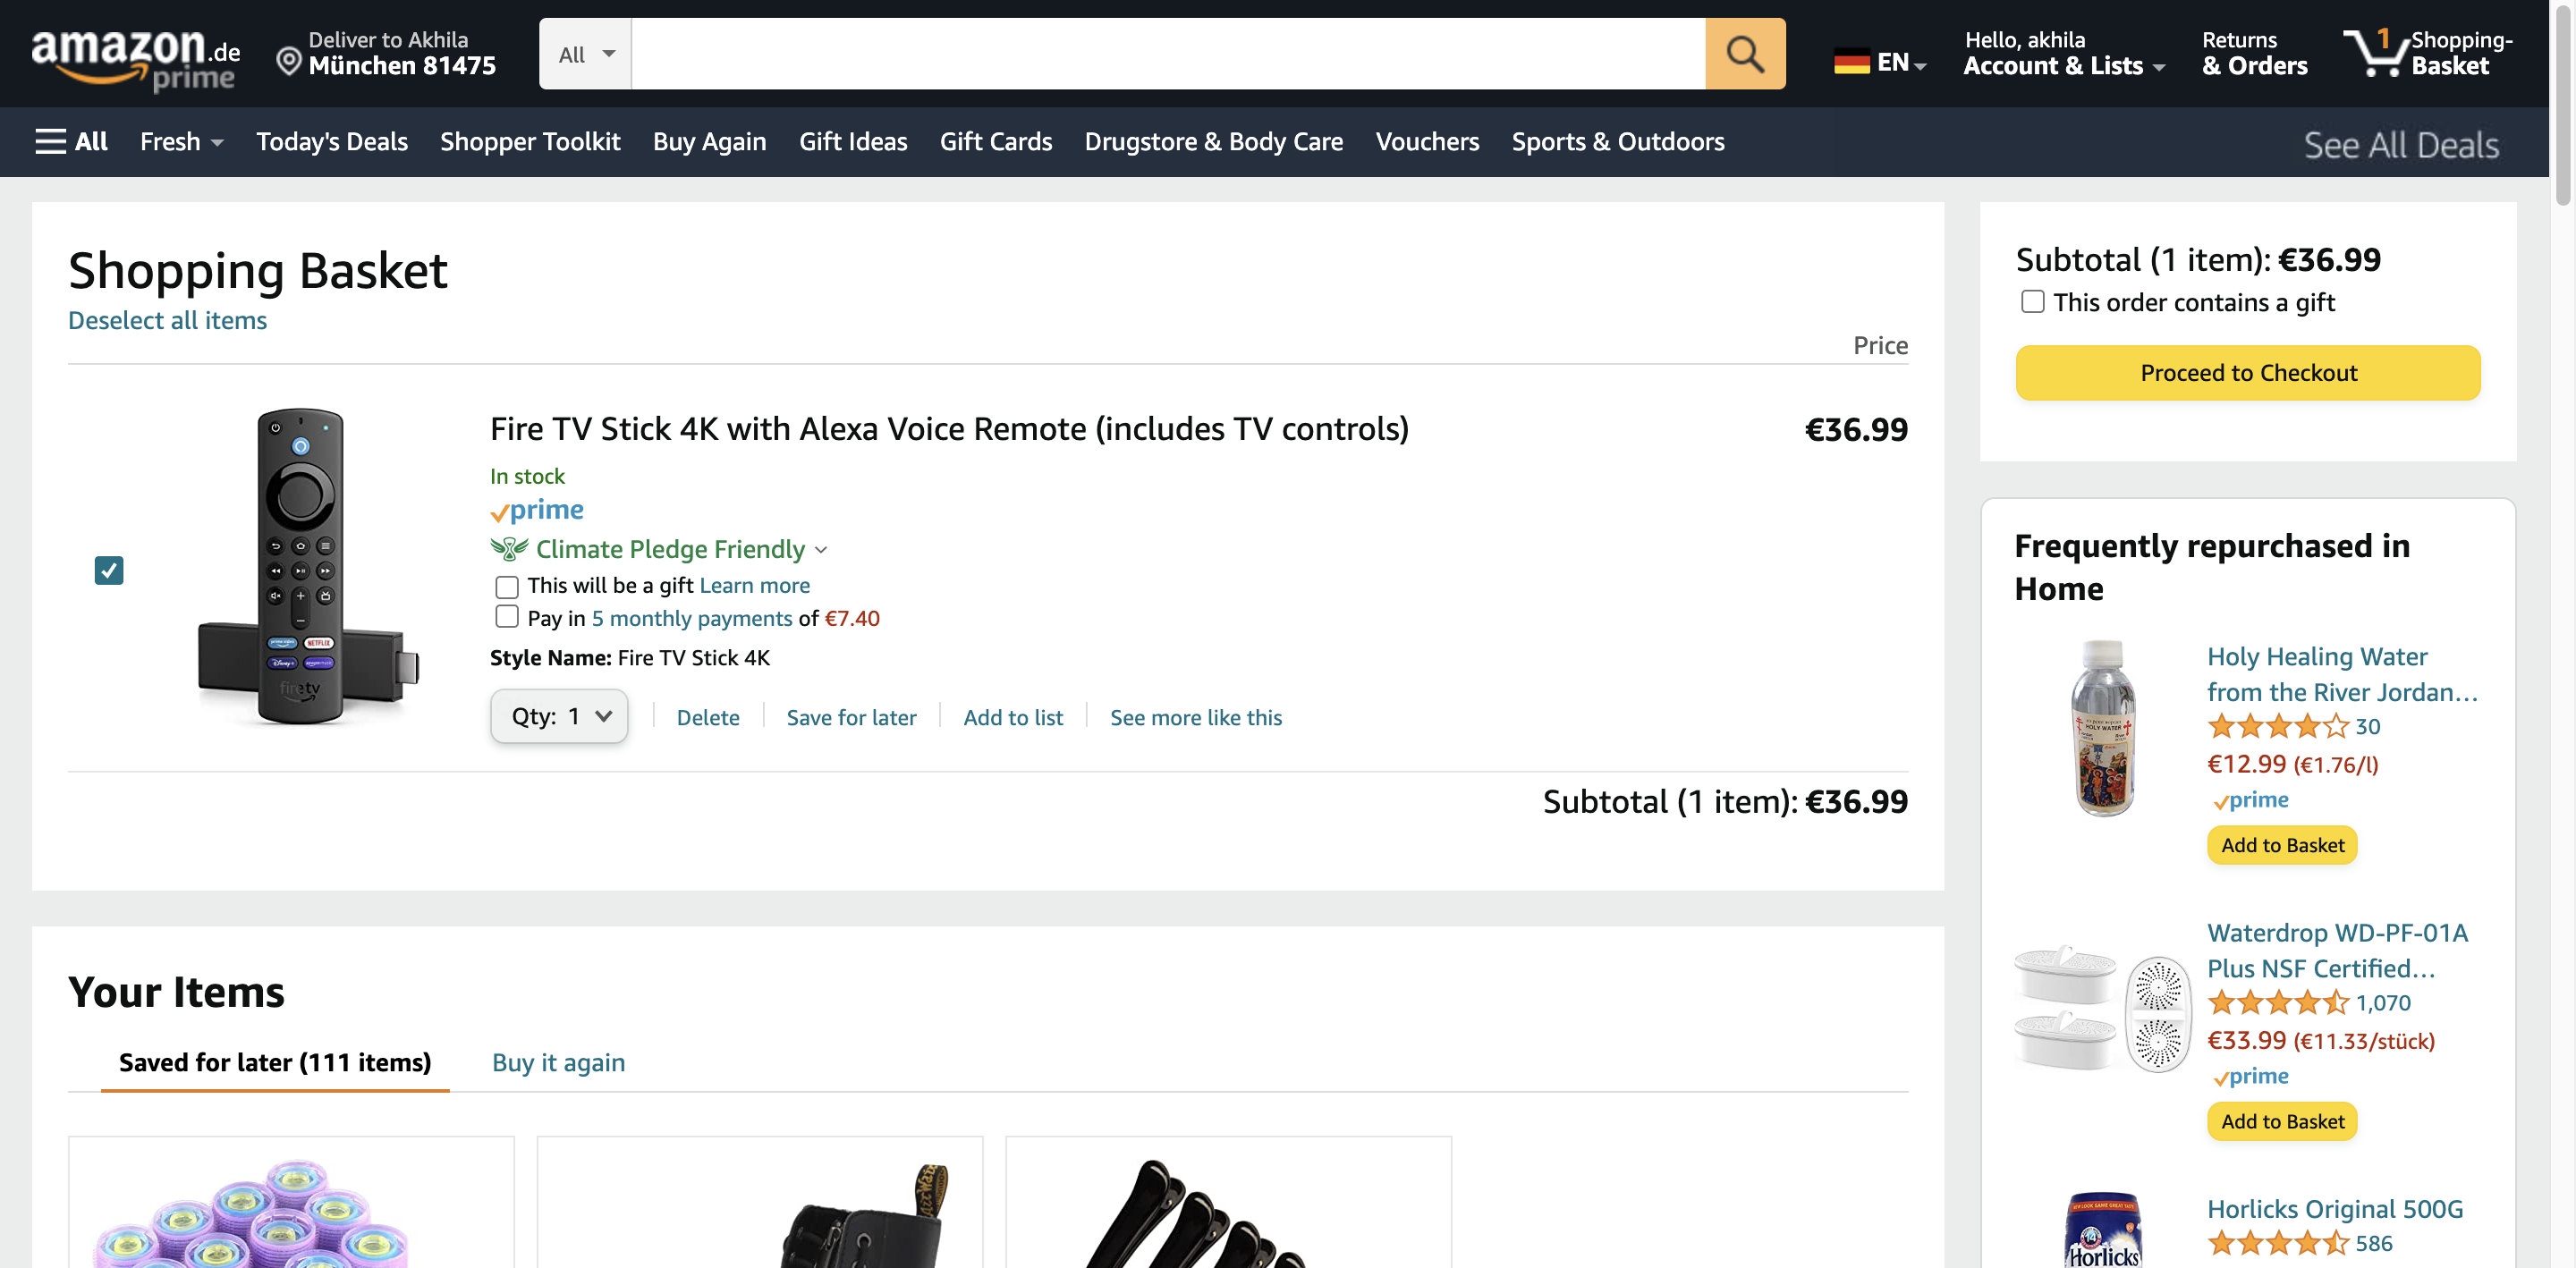 amazon.de
prime
Deliver to Akhila
München 81475
All
EN
Hello, akhila
Account & Lists
Returns
& Orders
1
Shopping-
Basket
All
Fresh
Today's Deals
Shopper Toolkit
Buy Again
Gift Ideas
Gift Cards
Drugstore & Body Care
Vouchers
Sports & Outdoors
See All Deals
Shopping Basket
Deselect all items
Price
Fire TV Stick 4K with Alexa Voice Remote (includes TV controls)
€36.99
In stock
prime
Climate Pledge Friendly
This will be a gift Learn more
Pay in 5 monthly payments of €7.40
Style Name: Fire TV Stick 4K
Qty: 1
Delete
Save for later
Add to list
See more like this
NETFLIX
fire tv
Subtotal (1 item): €36.99
Your Items
Saved for later (111 items)
Buy it again
Subtotal (1 item): €36.99
This order contains a gift
Proceed to Checkout
Frequently repurchased in
Home
Holy Healing Water
from the River Jordan…
30
€12.99 (€1.76/l)
prime
Add to Basket
HOLY WATER
Waterdrop WD-PF-01A
Plus NSF Certified…
1,070
€33.99 (€11.33/stück)
prime
Add to Basket
Horlicks Original 500G
586
14
Horlicks